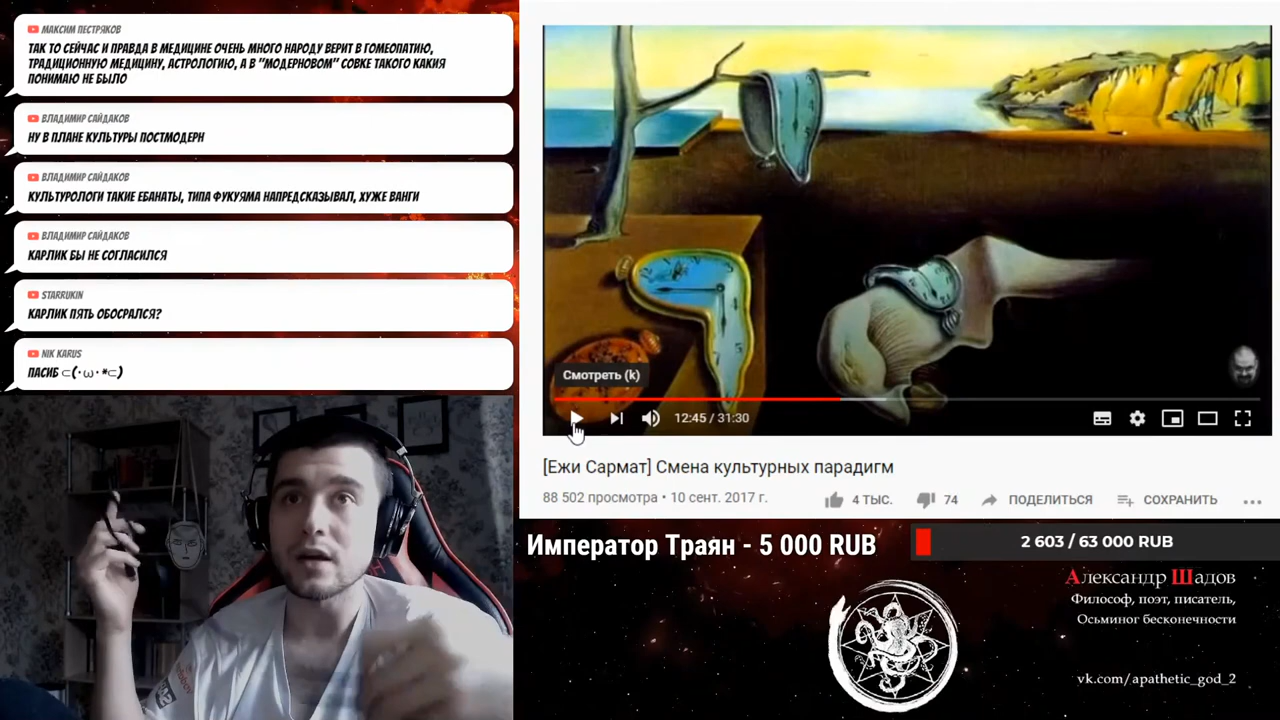 МАКСИМ ПЕСТРЯКОВ
ТАК ТО СЕЙЧАС И ПРАВДА В МЕДИЦИНЕ ОЧЕНЬ МНОГО НАРОДУ ВЕРИТ В ГОМЕОПАТИЮ,
ТРАДИЦИОННУЮ МЕДИЦИНУ, АСТРОЛОГИЮ, А В "МОДЕРНОВОМ" СОВКЕ ТАКОГО КАКИЯ
ПОНИМАЮ НЕ БЫЛО
ВЛАДИМИР САЙДАКОВ
НУ В ПЛАНЕ КУЛЬТУРЫ ПОСТМОДЕРН
ВЛАДИМИР САЙДАКОВ
КУЛЬТУРОЛОГИ ТАКИЕ ЕБАНАТЫ, ТИПА ФУКУЯМА НАПРЕДСКАЗЫВАЛ, ХУЖЕ ВАНГИ
ВЛАДИМИР САЙДАКОВ
КАРЛИК БЫ НЕ СОГЛАСИЛСЯ
STARRUKIN
КАРЛИК ПЯТЬ ОБОСРАЛСЯ?
NIK KARUS
ПАСИБ ⊂(･ω･*⊂)
Смотреть (k)
12:45 / 31:30
[Ежи Сармат] Смена культурных парадигм
88 502 просмотра • 10 сент. 2017 г.
4 ТЫС.
74
ПОДЕЛИТЬСЯ
СОХРАНИТЬ
Император Траян - 5 000 RUB
2 603 / 63 000 RUB
Александр Шадов
Философ, поэт, писатель,
Осьминог бесконечности
vk.com/apathetic_god_2